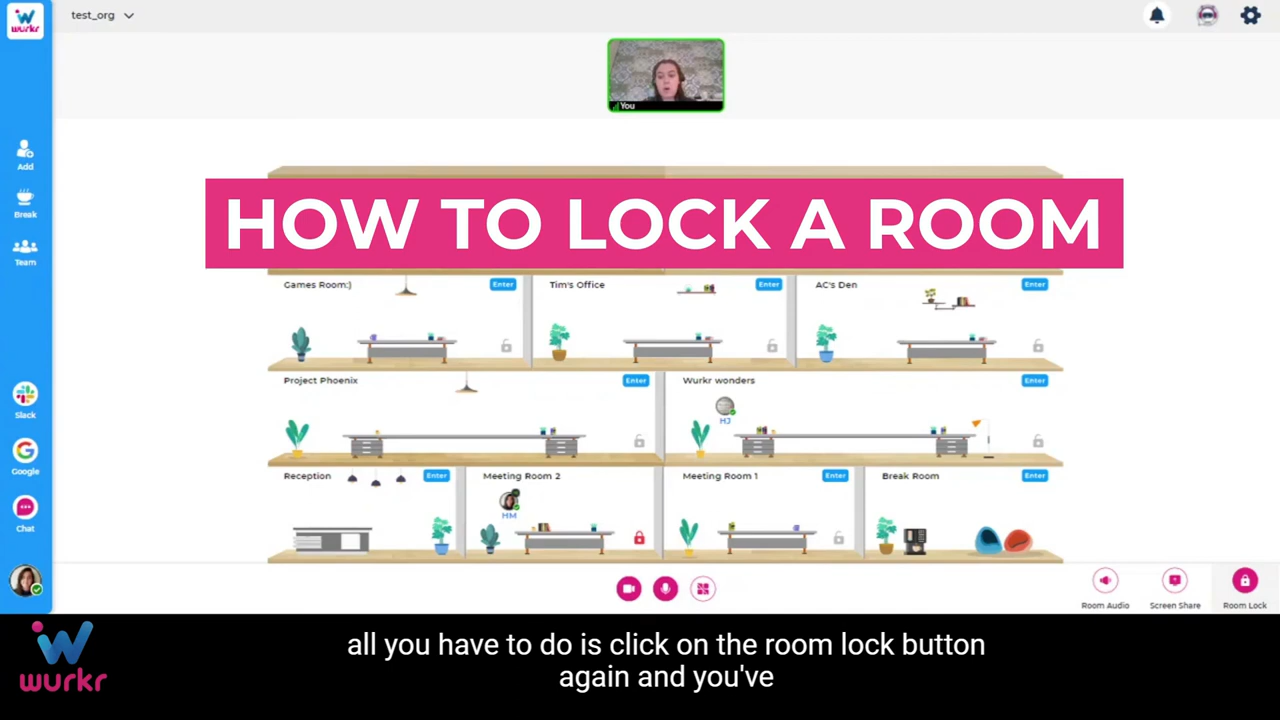 wurkr
test_org
You
HOW TO LOCK A ROOM
Add
Break
Team
Slack
Google
Chat
Games Room:)
Enter
Tim's Office
Enter
AC's Den
Enter
Project Phoenix
Enter
Wurkr wonders
Enter
HJ
Reception
Enter
Meeting Room 2
HM
Meeting Room 1
Enter
Break Room
Enter
Room Audio
Screen Share
Room Lock
wurkr
all you have to do is click on the room lock button
again and you've